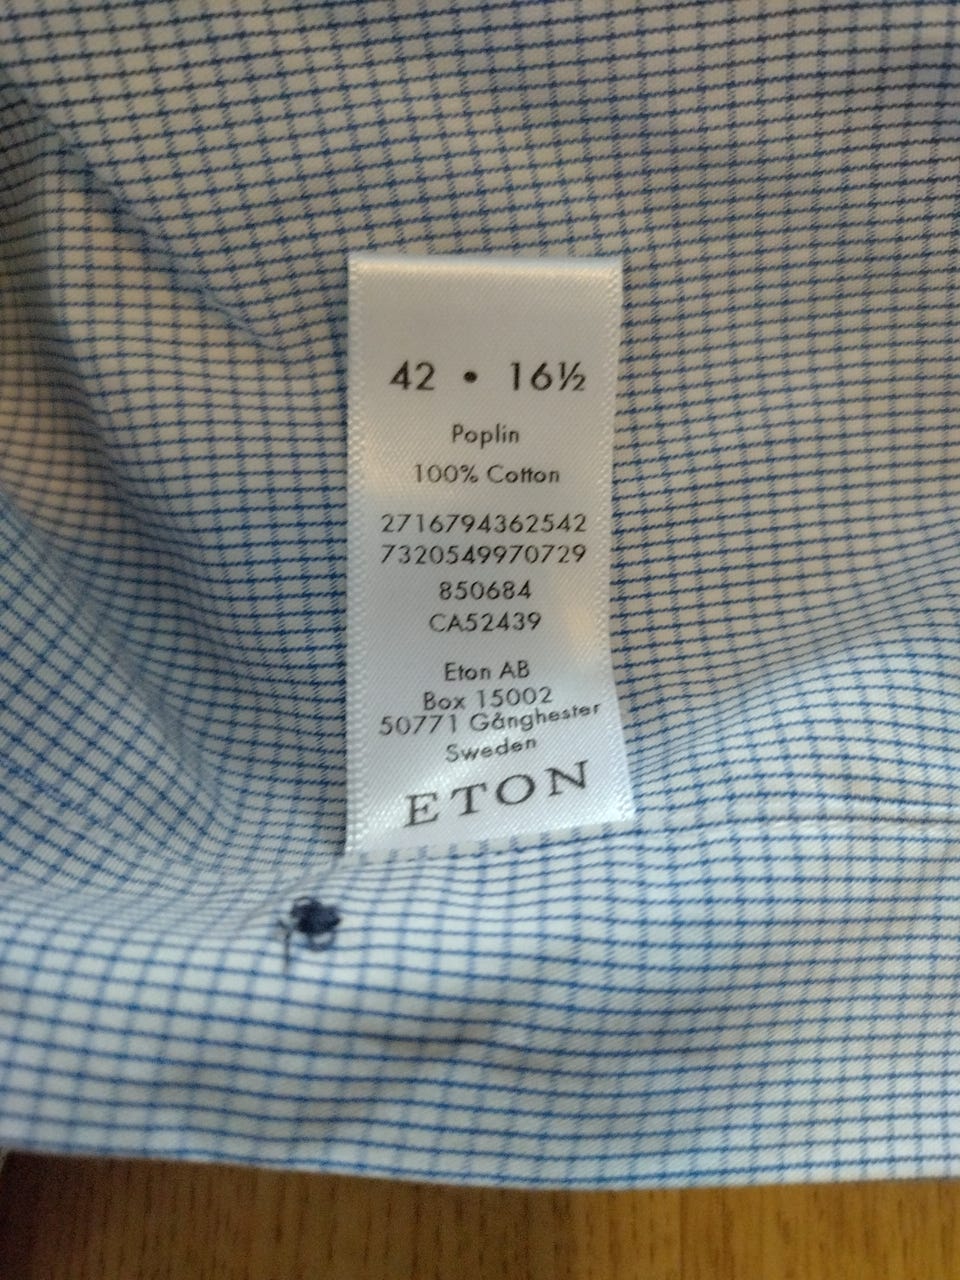 42 • 16½
Poplin
100% Cotton
2716794362542
7320549970729
850684
CA52439
Eton AB
Box 15002
50771 Gånghester
Sweden
ETON